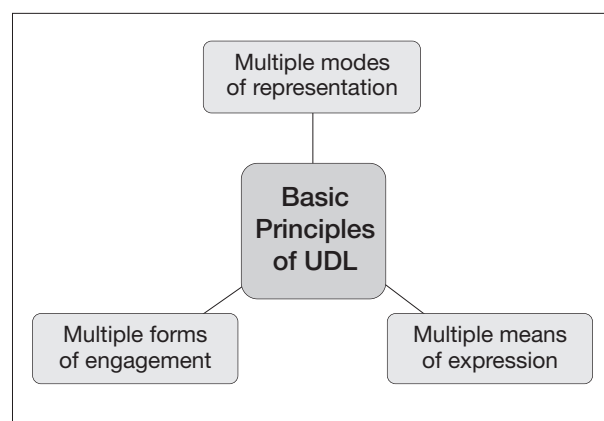 Multiple modes
of representation
Basic
Principles
of UDL
Multiple forms
of engagement
Multiple means
of expression